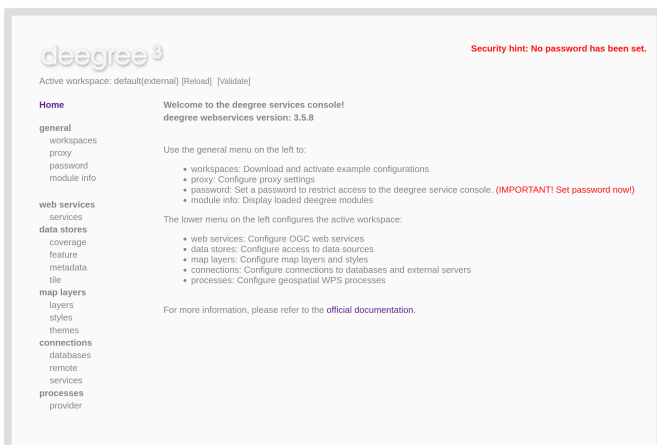 deegree 3
Security hint: No password has been set.
Active workspace: default(external) [Reload] [Validate]
Home
general
workspaces
proxy
password
module info
web services
services
data stores
coverage
feature
metadata
tile
map layers
layers
styles
themes
connections
databases
remote
services
processes
provider
Welcome to the deegree services console!
deegree webservices version: 3.5.8
Use the general menu on the left to:
• workspaces: Download and activate example configurations
• proxy: Configure proxy settings
• password: Set a password to restrict access to the deegree service console. (IMPORTANT! Set password now!)
• module info: Display loaded deegree modules
The lower menu on the left configures the active workspace:
• web services: Configure OGC web services
• data stores: Configure access to data sources
• map layers: Configure map layers and styles
• connections: Configure connections to databases and external servers
• processes: Configure geospatial WPS processes
For more information, please refer to the official documentation.